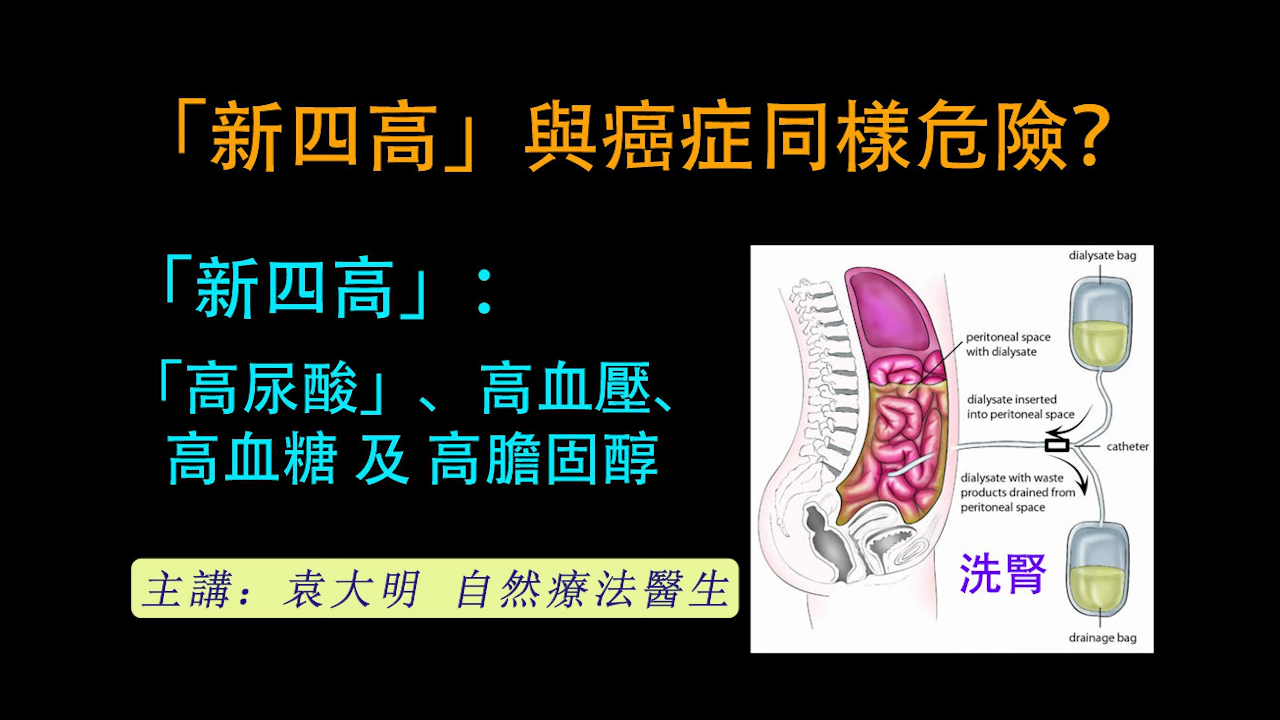 「新四高」與癌症同樣危險?
「新四高」：
「高尿酸」、高血壓、
高血糖 及 高膽固醇
主講：袁大明 自然療法醫生
dialysate bag
peritoneal space
with dialysate
dialysate inserted
into peritoneal space
catheter
dialysate with waste
products drained from
peritoneal space
洗腎
drainage bag